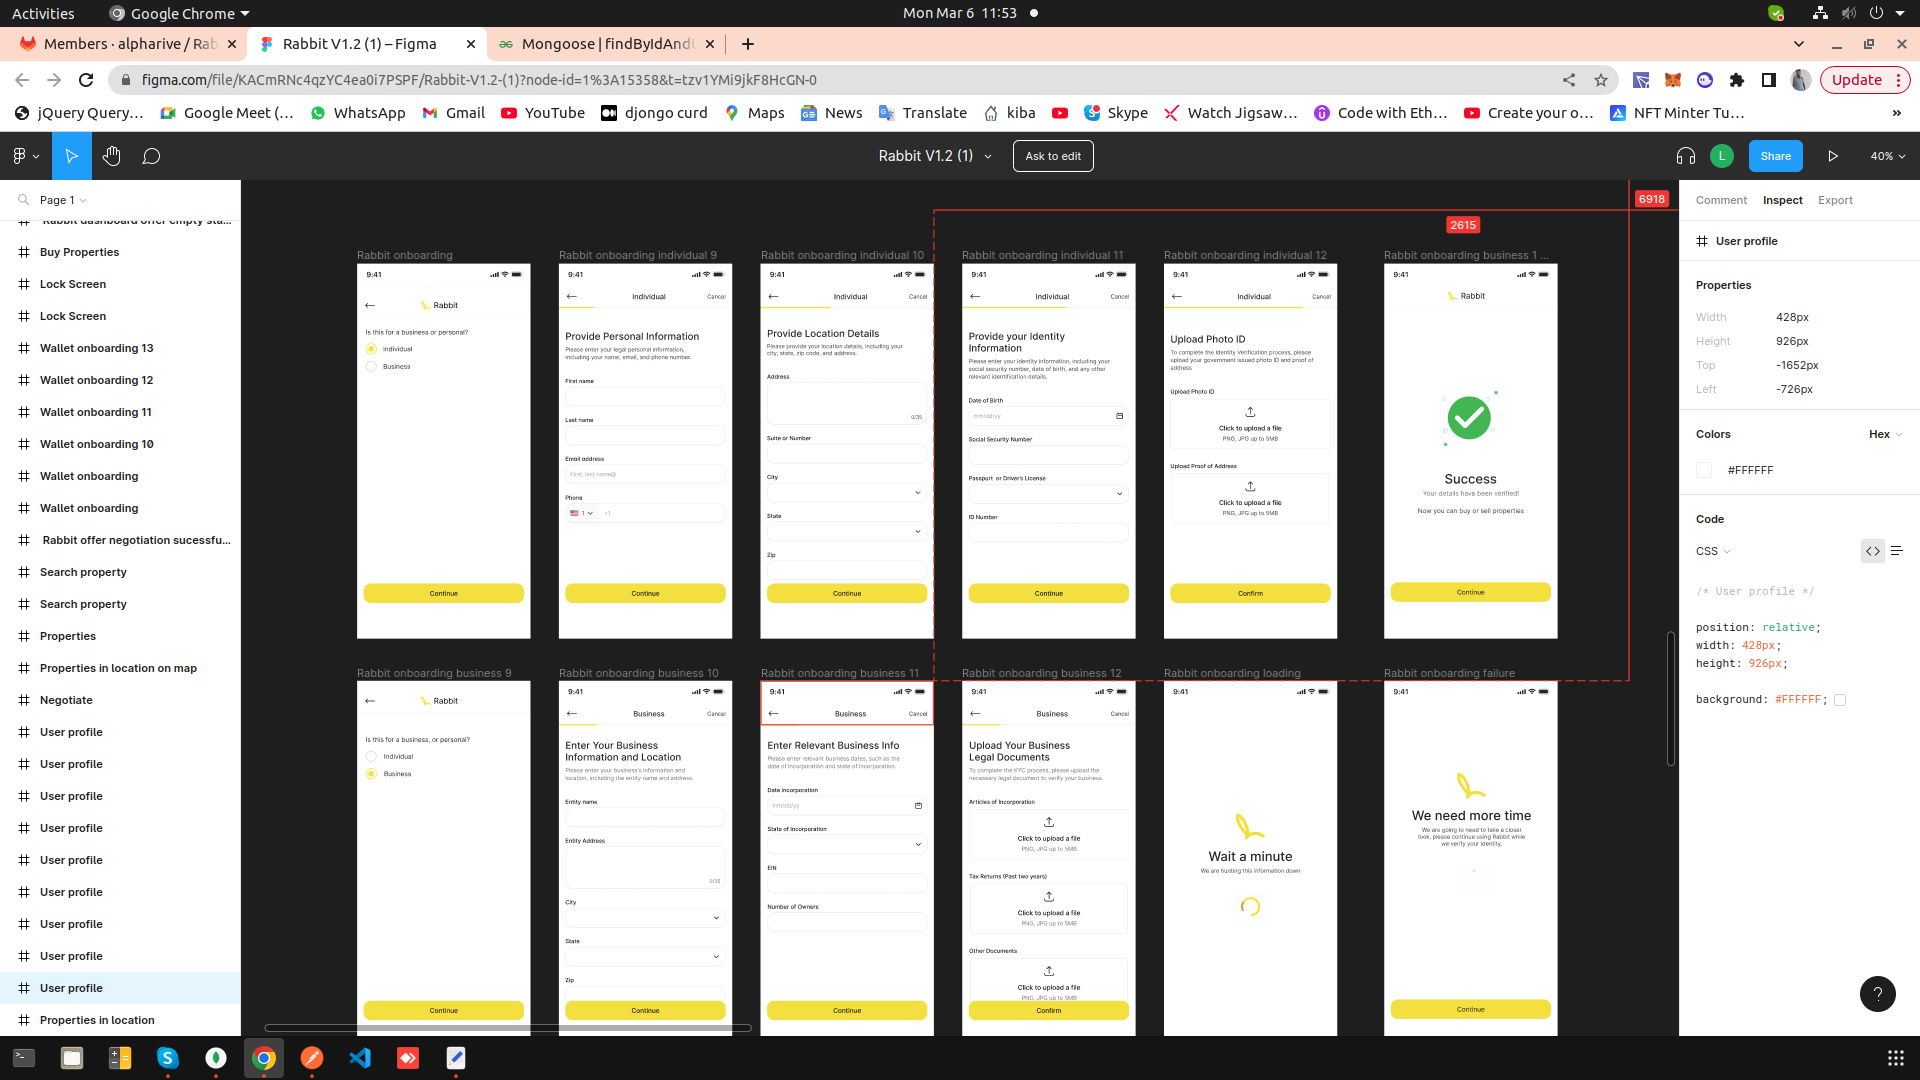 Activities
Google Chrome
Mon Mar 6 11:53
Members · alpharive / Rab
Rabbit V1.2 (1) – Figma
Mongoose | findByIdAndU
figma.com/file/KACmRNc4qzYC4ea0i7PSPF/Rabbit-V1.2-(1)?node-id=1%3A15358&t=tzv1YMi9jkF8HcGN-0
Update
jQuery Query…
Google Meet (…
WhatsApp
Gmail
YouTube
djongo curd
Maps
News
Translate
kiba
Skype
Watch Jigsaw…
Code with Eth…
Create your o…
NFT Minter Tu…
»
Rabbit V1.2 (1)
Ask to edit
L
Share
40%
Page 1
Rabbit dashboard offer empty sta...
Buy Properties
Lock Screen
Lock Screen
Wallet onboarding 13
Wallet onboarding 12
Wallet onboarding 11
Wallet onboarding 10
Wallet onboarding
Wallet onboarding
Rabbit offer negotiation sucessfu...
Search property
Search property
Properties
Properties in location on map
Negotiate
User profile
User profile
User profile
User profile
User profile
User profile
User profile
User profile
User profile
Properties in location
6918
2615
Rabbit onboarding
9:41
Rabbit
Is this for a business or personal?
Individual
Business
Continue
Rabbit onboarding individual 9
9:41
Individual
Cancel
Provide Personal Information
Please enter your legal personal information,
including your name, email, and phone number.
First name
Last name
Email address
First, last name@
Phone
1
+1
Continue
Rabbit onboarding individual 10
9:41
Individual
Cancel
Provide Location Details
Please provide your location details, including your
city, state, zip code, and address.
Address
0/35
Suite or Number
City
State
Zip
Continue
Rabbit onboarding individual 11
9:41
Individual
Cancel
Provide your Identity
Information
Please enter your identity information, including your
social security number, date of birth, and any other
relevant identification details.
Date of Birth
mm/dd/yy
Social Security Number
Passport or Driver's License
ID Number
Continue
Rabbit onboarding individual 12
9:41
Individual
Cancel
Upload Photo ID
To complete the Identity Verification process, please
upload your government issued photo ID and proof of
address
Upload Photo ID
Click to upload a file
PNG, JPG up to 5MB
Upload Proof of Address
Click to upload a file
PNG, JPG up to 5MB
Confirm
Rabbit onboarding business 1 ...
9:41
Rabbit
Success
Your details have been verified!
Now you can buy or sell properties
Continue
Rabbit onboarding business 9
Rabbit
Is this for a business, or personal?
Individual
Business
Continue
Rabbit onboarding business 10
9:41
Business
Cancel
Enter Your Business
Information and Location
Please enter your business's information and
location, including the entity name and address.
Entity name
Entity Address
0/35
City
State
Zip
Continue
Rabbit onboarding business 11
9:41
Business
Cancel
Enter Relevant Business Info
Please enter relevant business dates, such as the
date of incorporation and state of incorporation.
Date incorporation
mm/dd/yy
State of Incorporation
EIN
Number of Owners
Continue
Rabbit onboarding business 12
9:41
Business
Cancel
Upload Your Business
Legal Documents
To complete the KYC process, please upload the
necessary legal document to verify your business.
Articles of Incorporation
Click to upload a file
PNG, JPG up to 5MB
Tax Returns (Past two years)
Click to upload a file
PNG, JPG up to 5MB
Other Documents
Click to upload a file
PNG, JPG up to 5MB
Confirm
Rabbit onboarding loading
9:41
Wait a minute
We are hunting this information down
Rabbit onboarding failure
9:41
We need more time
We are going to need to take a closer
look, please continue using Rabbit while
we verify your identity.
Continue
Comment
Inspect
Export
User profile
Properties
Width 428px
Height 926px
Top -1652px
Left -726px
Colors
Hex
#FFFFFF
Code
CSS
/* User profile */
position: relative;
width: 428px;
height: 926px;
background: #FFFFFF;
?